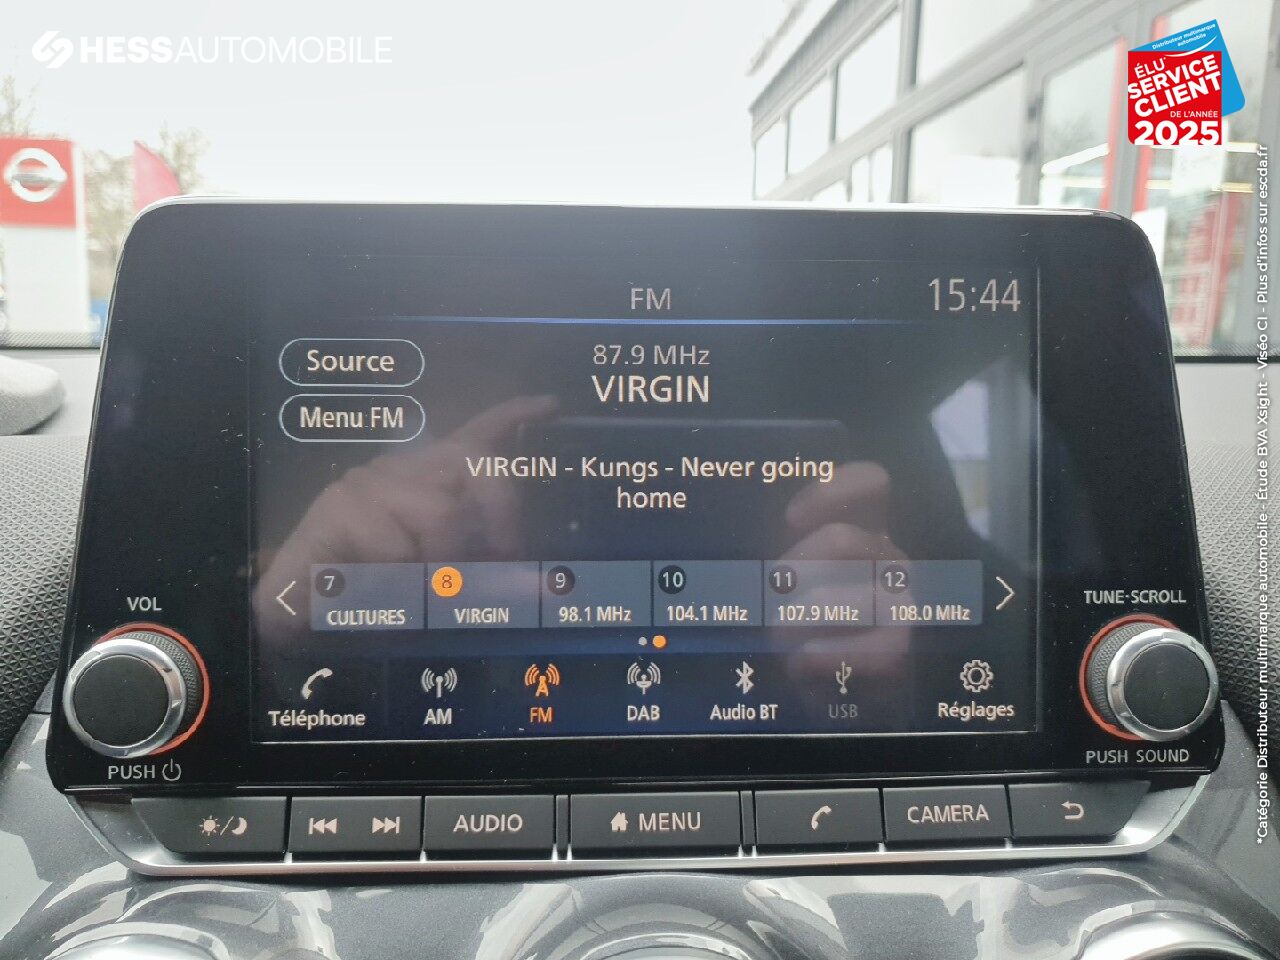 HESSAUTOMOBILE
Distributeur multimarque
automobile
ÉLU
SERVICE
CLIENT
DE L'ANNÉE
2025
*Catégorie Distributeur multimarque automobile - Étude BVA Xsight - Viséo CI - Plus d'infos sur escda.fr
FM
15:44
Source
87.9 MHz
VIRGIN
Menu FM
VIRGIN - Kungs - Never going
home
7
8
9
10
11
12
CULTURES
VIRGIN
98.1 MHz
104.1 MHz
107.9 MHz
108.0 MHz
VOL
TUNE·SCROLL
Téléphone
AM
FM
DAB
Audio BT
USB
Réglages
PUSH
PUSH SOUND
AUDIO
MENU
CAMERA